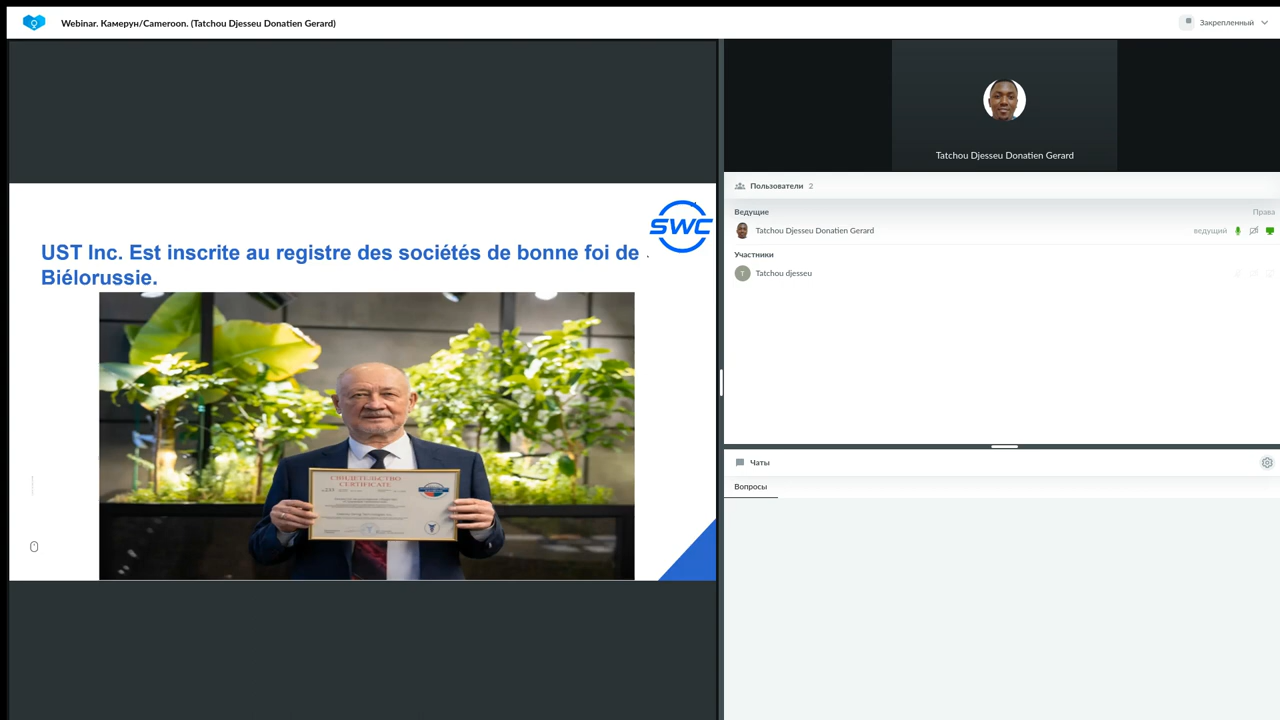 Webinar. Камерун/Cameroon. (Tatchou Djesseu Donatien Gerard)
Закрепленный
SWC
UST Inc. Est inscrite au registre des sociétés de bonne foi de
Biélorussie.
СВИДЕТЕЛЬСТВО
CERTIFICATE
Tatchou Djesseu Donatien Gerard
Пользователи 2
Ведущие Права
Tatchou Djesseu Donatien Gerard ведущий
Участники
T Tatchou djesseu
Чаты
Вопросы